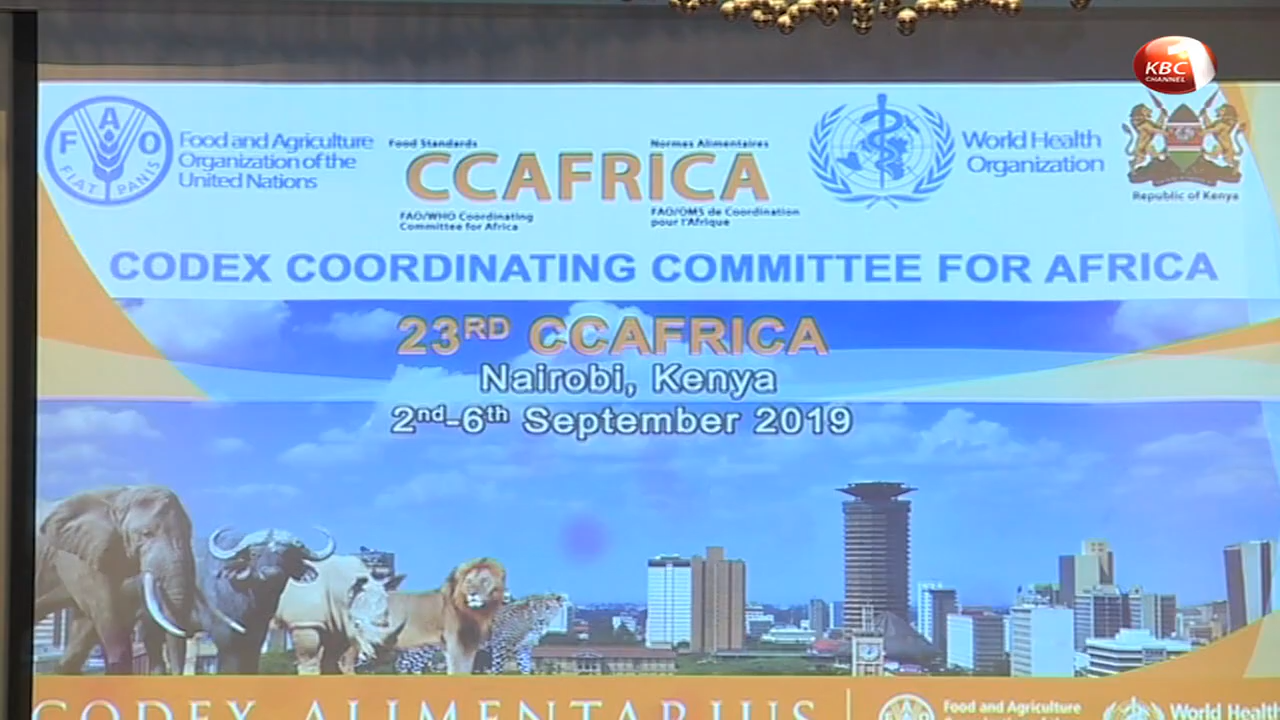 KBC
CHANNEL
1
FAO
FIAT PANIS
Food and Agriculture
Organization of the
United Nations
Food Standards
Normes Alimentaires
CCAFRICA
FAO/WHO Coordinating
Committee for Africa
FAO/OMS de Coordination
pour l'Afrique
World Health
Organization
Republic of Kenya
CODEX COORDINATING COMMITTEE FOR AFRICA
23RD CCAFRICA
Nairobi, Kenya
2nd-6th September 2019
CODEX ALIMENTARIUS
Food and Agriculture
World Health